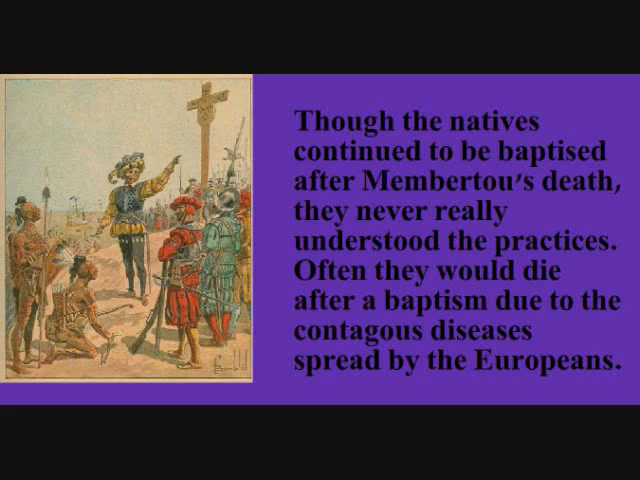 Though the natives
continued to be baptised
after Membertou's death,
they never really
understood the practices.
Often they would die
after a baptism due to the
contagous diseases
spread by the Europeans.